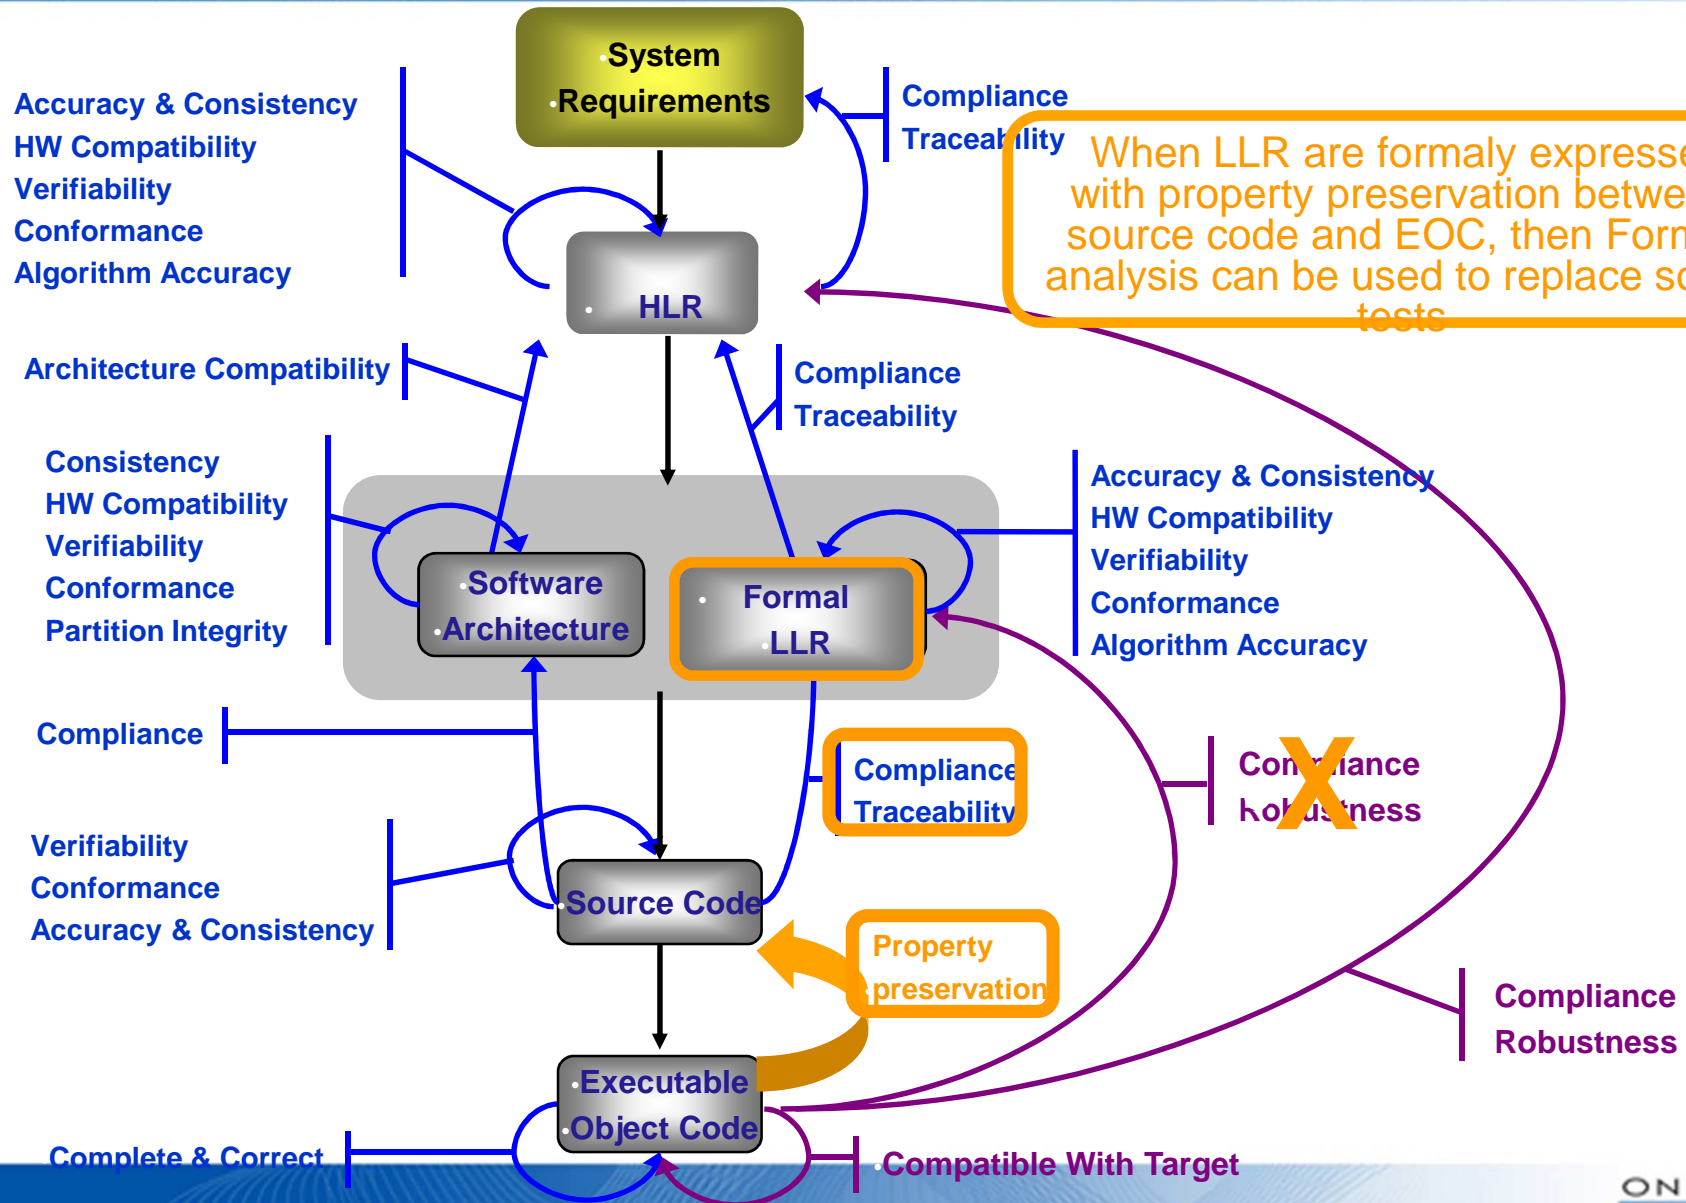 System
Requirements
Accuracy & Consistency
HW Compatibility
Verifiability
Conformance
Algorithm Accuracy
Compliance
Traceability
When LLR are formaly expresse
with property preservation betwe
source code and EOC, then Form
analysis can be used to replace so
tests
HLR
Architecture Compatibility
Compliance
Traceability
Consistency
HW Compatibility
Verifiability
Conformance
Partition Integrity
Software
Architecture
Formal
LLR
Accuracy & Consistency
HW Compatibility
Verifiability
Conformance
Algorithm Accuracy
Compliance
Compliance
Traceability
Compliance
Robustness
X
Verifiability
Conformance
Accuracy & Consistency
Source Code
Property
preservation
Compliance
Robustness
Executable
Object Code
Complete & Correct
Compatible With Target
ON